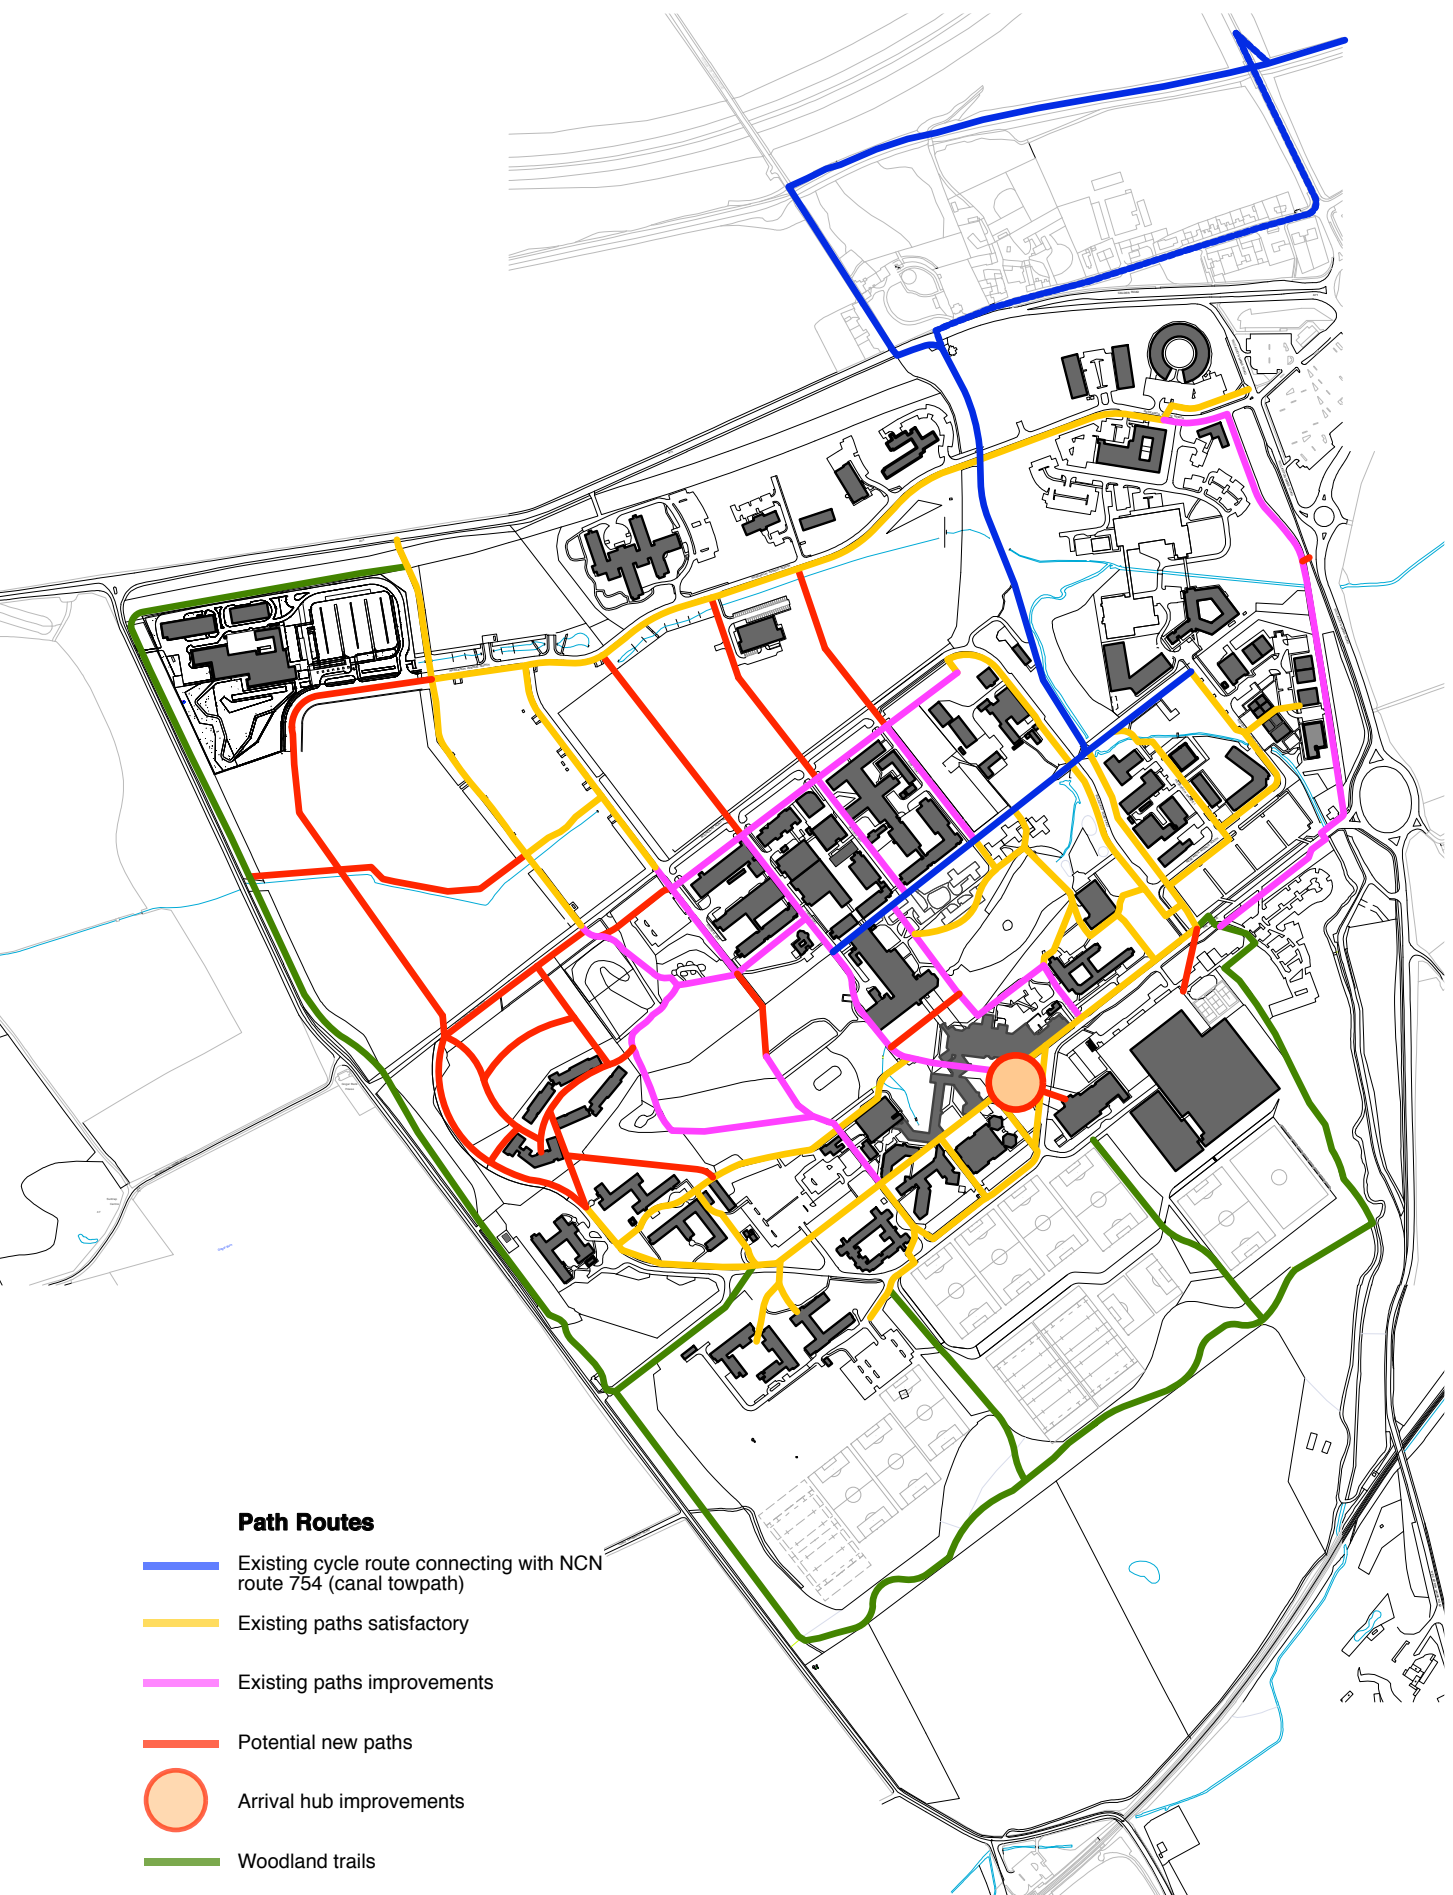 Path Routes
Existing cycle route connecting with NCN
route 754 (canal towpath)
Existing paths satisfactory
Existing paths improvements
Potential new paths
Arrival hub improvements
Woodland trails